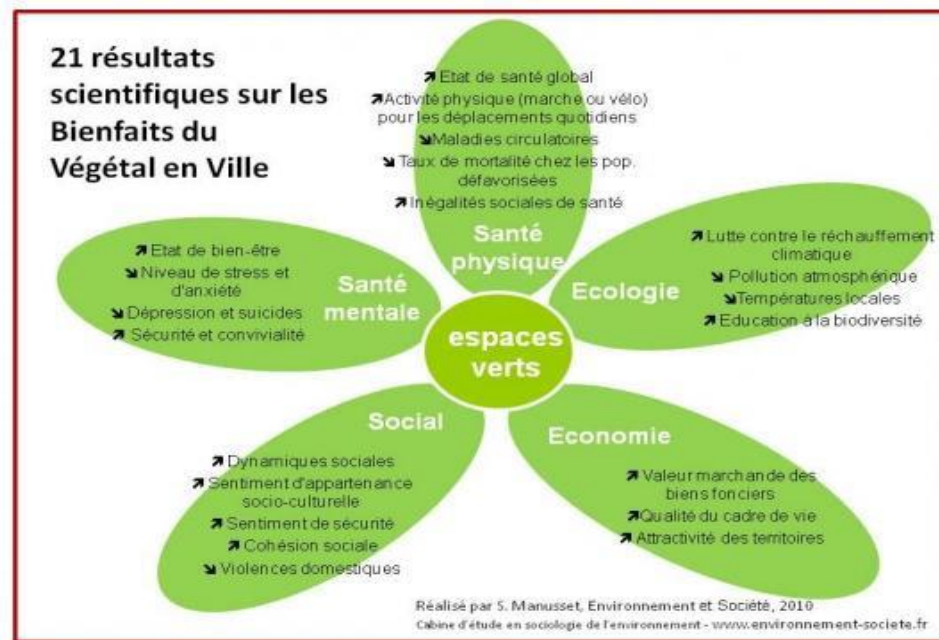 21 résultats
scientifiques sur les
Bienfaits du
Végétal en Ville
↗ Etat de santé global
↗ Activité physique (marche ou vélo)
pour les déplacements quotidiens
↘ Maladies circulatoires
↘ Taux de mortalité chez les pop.
défavorisées
↗ Inégalités sociales de santé
Santé
physique
↗ Etat de bien-être
↘ Niveau de stress et
d'anxiété
↘ Dépression et suicides
↗ Sécurité et convivialité
Santé
mentale
↗ Lutte contre le réchauffement
climatique
↘ Pollution atmosphérique
↘ Températures locales
↗ Education à la biodiversité
Ecologie
espaces
verts
Social
↗ Dynamiques sociales
↗ Sentiment d'appartenance
socio-culturelle
↗ Sentiment de sécurité
↗ Cohésion sociale
↘ Violences domestiques
Economie
↗ Valeur marchande des
biens fonciers
↗ Qualité du cadre de vie
↗ Attractivité des territoires
Réalisé par S. Manusset, Environnement et Société, 2010
Cabine d'étude en sociologie de l'environnement - www.environnement-societe.fr